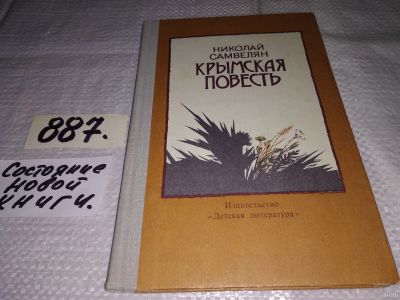 НИКОЛАЙ
САМВЕЛЯН
КРЫМСКАЯ
ПОВЕСТЬ
Издательство
«Детская литература»
887.
Состояние
новой
книги.